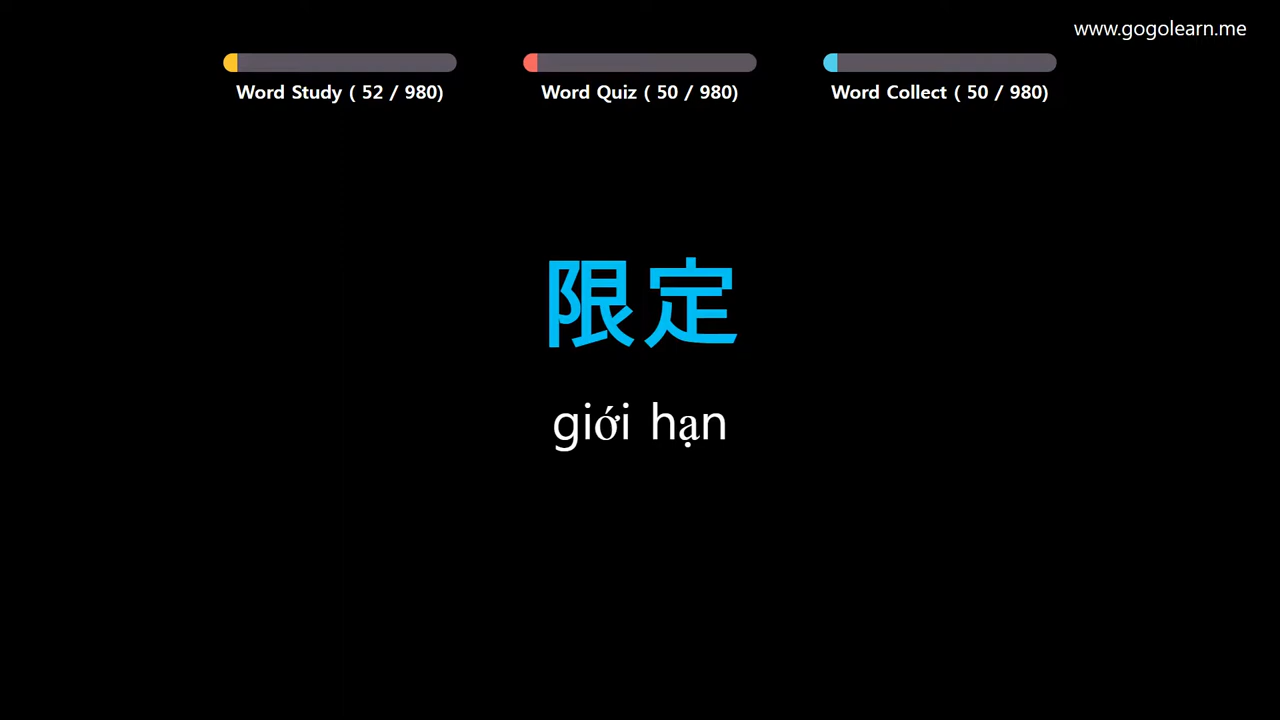 www.gogolearn.me
Word Study ( 52 / 980)
Word Quiz ( 50 / 980)
Word Collect ( 50 / 980)
限定
giới hạn